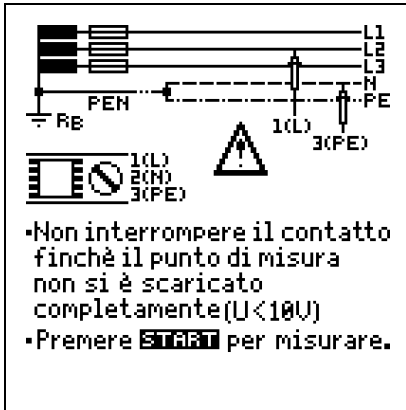 L1
L2
L3
N
PE
PEN
RB
1(L)
3(PE)
1(L)
2(N)
3(PE)
▪Non interrompere il contatto
finchè il punto di misura
non si è scaricato
completamente(U<10V)
▪Premere START per misurare.